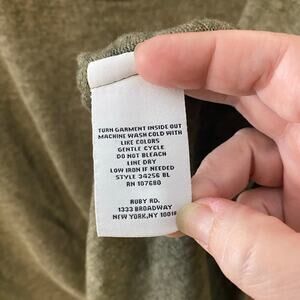 TURN GARMENT INSIDE OUT
MACHINE WASH COLD WITH
LIKE COLORS
GENTLE CYCLE
DO NOT BLEACH
LINE DRY
LOW IRON IF NEEDED
STYLE 34256 BL
RN 107680
RUBY RD.
1333 BROADWAY
NEW YORK,NY 10018